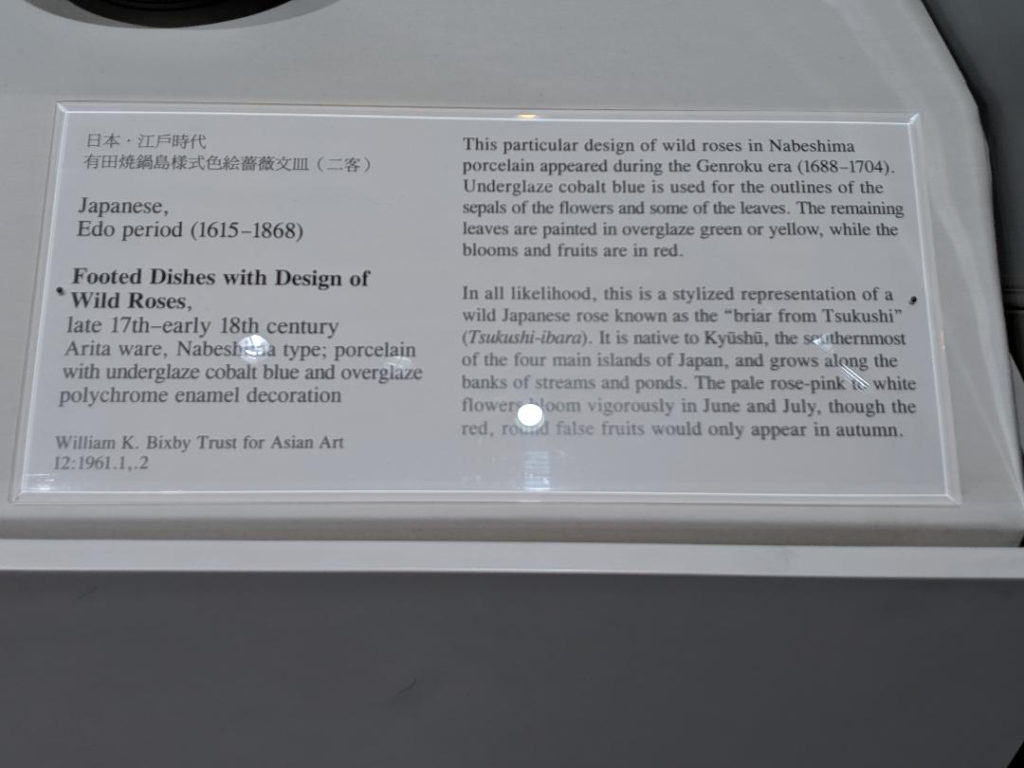 日本・江戶時代
有田焼鍋島様式色絵薔薇文皿（二客）
Japanese,
Edo period (1615–1868)
Footed Dishes with Design of
Wild Roses,
late 17th–early 18th century
Arita ware, Nabeshima type; porcelain
with underglaze cobalt blue and overglaze
polychrome enamel decoration
William K. Bixby Trust for Asian Art
12:1961.1,.2
This particular design of wild roses in Nabeshima
porcelain appeared during the Genroku era (1688–1704).
Underglaze cobalt blue is used for the outlines of the
sepals of the flowers and some of the leaves. The remaining
leaves are painted in overglaze green or yellow, while the
blooms and fruits are in red.
In all likelihood, this is a stylized representation of a
wild Japanese rose known as the “briar from Tsukushi”
(Tsukushi-ibara). It is native to Kyūshū, the southernmost
of the four main islands of Japan, and grows along the
banks of streams and ponds. The pale rose-pink to white
flowers bloom vigorously in June and July, though the
red, round false fruits would only appear in autumn.